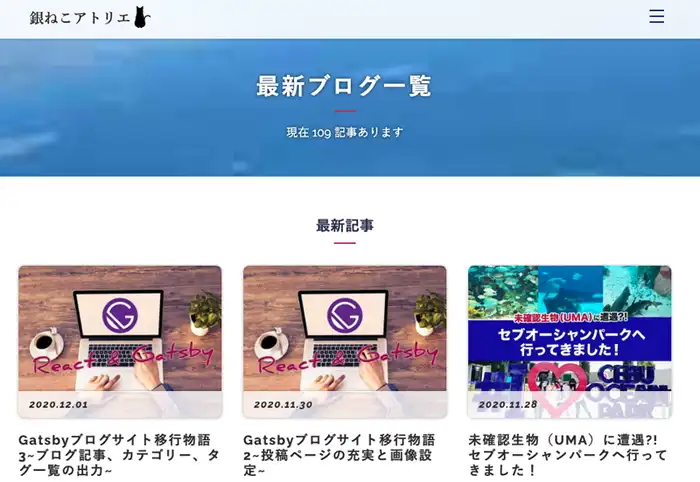 銀ねこアトリエ
最新ブログ一覧
現在 109 記事あります
最新記事
React & Gatsby
2020.12.01
Gatsbyブログサイト移行物語
3~ブログ記事、カテゴリー、タ
グ一覧の出力~
React & Gatsby
2020.11.30
Gatsbyブログサイト移行物語
2~投稿ページの充実と画像設
定~
未確認生物(UMA)に遭遇?!
セブオーシャンパークへ
行ってきました！
CEBU
OCEAN
PARK
2020.11.28
未確認生物（UMA）に遭遇?!
セブオーシャンパークへ行って
きました！